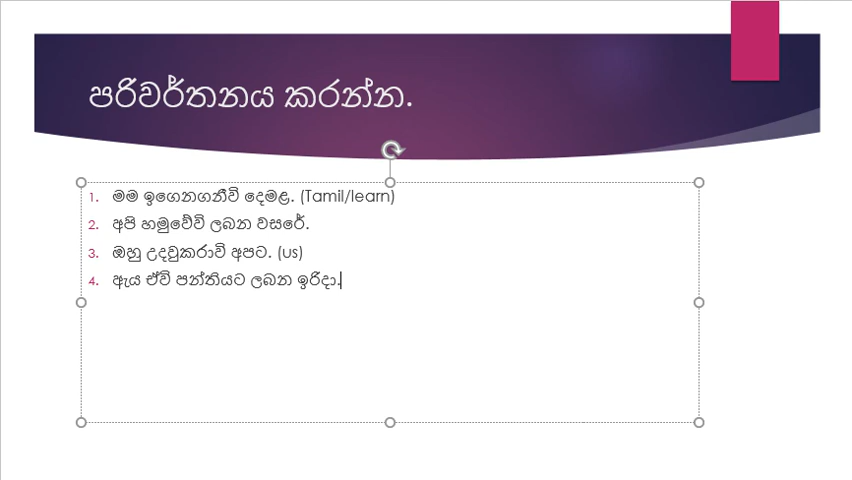 පරිවර්තනය කරන්න.
1. මම ඉගෙනගනීවි දෙමළ. (Tamil/learn)
2. අපි හමුවේවි ලබන වසරේ.
3. ඔහු උදවුකරාවි අපට. (us)
4. ඇය ඒවි පන්තියට ලබන ඉරිදා.